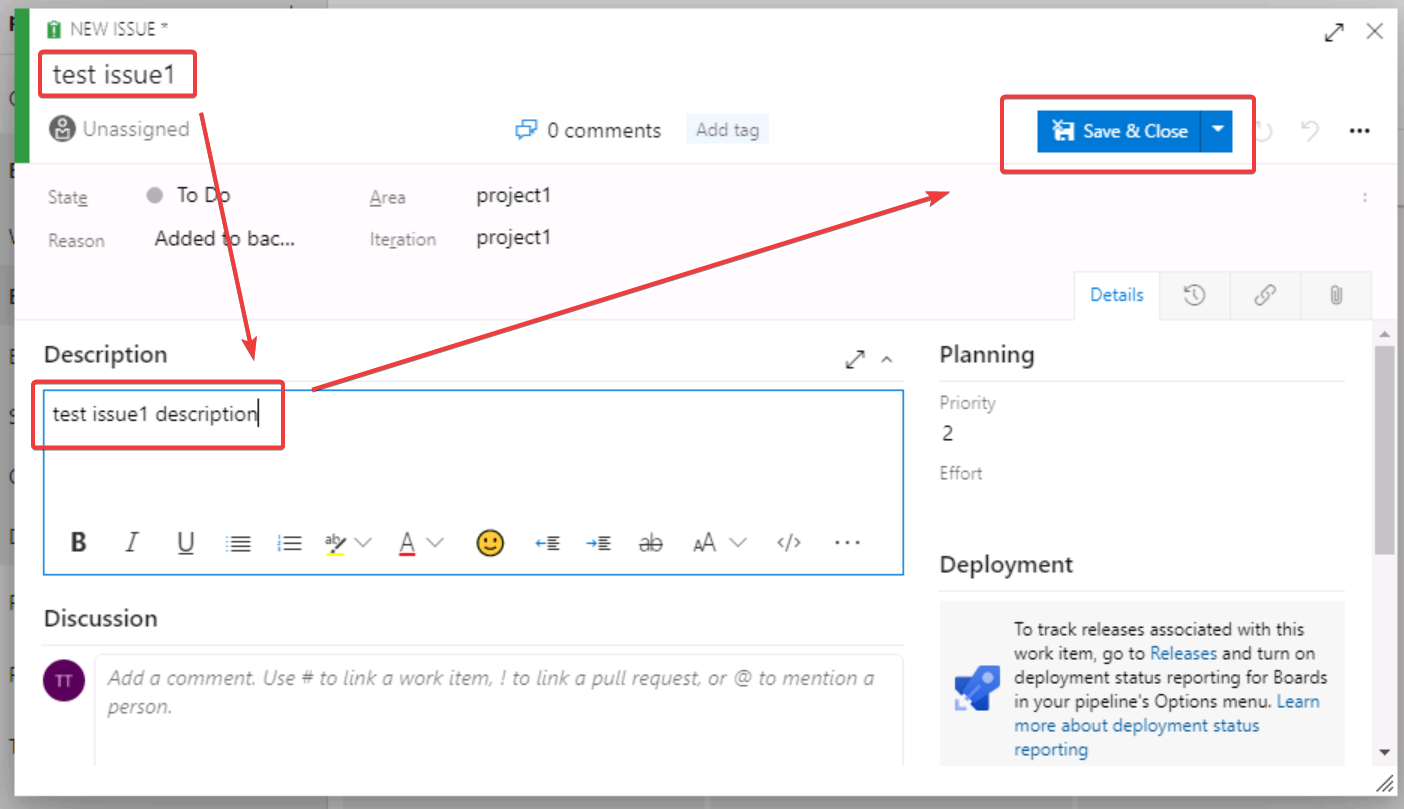 NEW ISSUE *
test issue1
Unassigned
0 comments
Add tag
Save & Close
State
To Do
Area
project1
Reason
Added to bac...
Iteration
project1
Details
Description
test issue1 description
B I U ab A ab AA </> ...
Planning
Priority
2
Effort
Deployment
To track releases associated with this
work item, go to Releases and turn on
deployment status reporting for Boards
in your pipeline's Options menu. Learn
more about deployment status
reporting
Discussion
TT
Add a comment. Use # to link a work item, ! to link a pull request, or @ to mention a
person.